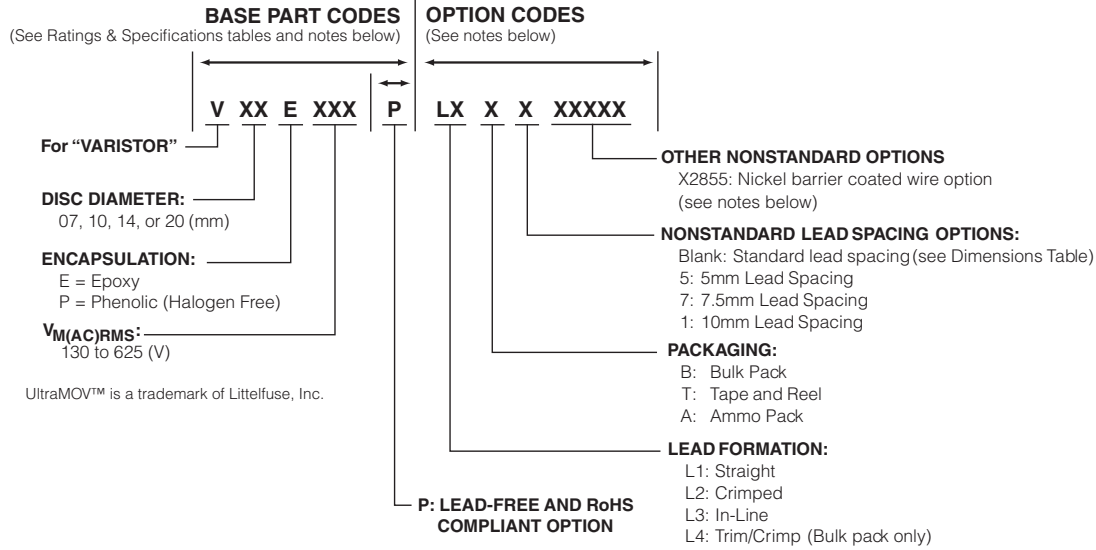 BASE PART CODES
(See Ratings & Specifications tables and notes below)
OPTION CODES
(See notes below)
V XX E XXX P LX X X XXXXX
For “VARISTOR”
DISC DIAMETER:
07, 10, 14, or 20 (mm)
ENCAPSULATION:
E = Epoxy
P = Phenolic (Halogen Free)
VM(AC)RMS:
130 to 625 (V)
UltraMOV™ is a trademark of Littelfuse, Inc.
OTHER NONSTANDARD OPTIONS
X2855: Nickel barrier coated wire option
(see notes below)
NONSTANDARD LEAD SPACING OPTIONS:
Blank: Standard lead spacing (see Dimensions Table)
5: 5mm Lead Spacing
7: 7.5mm Lead Spacing
1: 10mm Lead Spacing
PACKAGING:
B: Bulk Pack
T: Tape and Reel
A: Ammo Pack
LEAD FORMATION:
L1: Straight
L2: Crimped
L3: In-Line
L4: Trim/Crimp (Bulk pack only)
P: LEAD-FREE AND RoHS
COMPLIANT OPTION